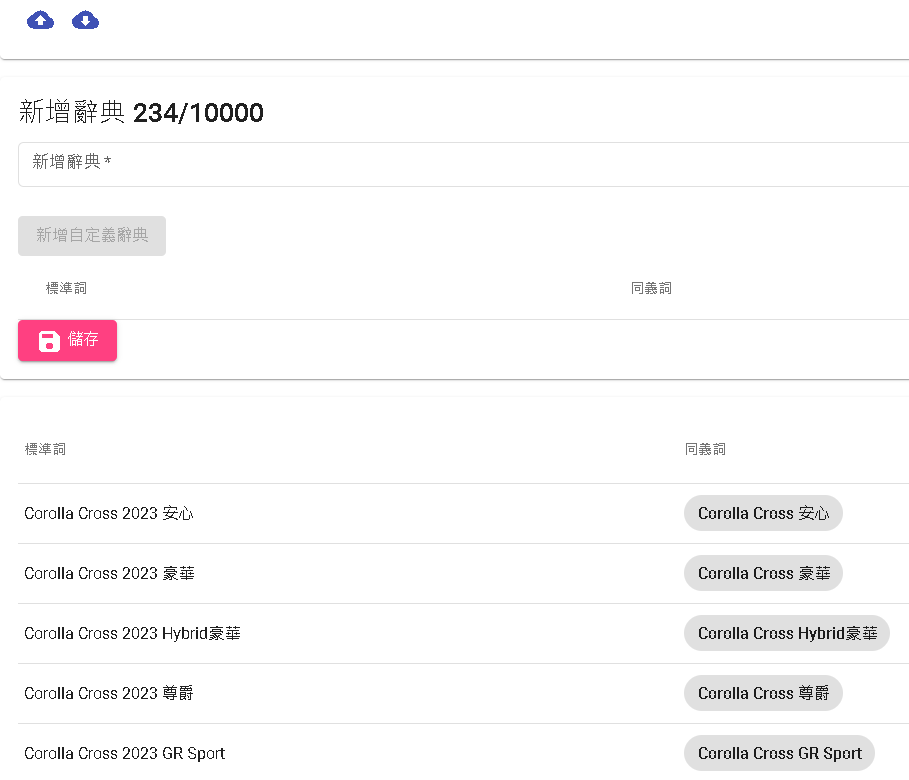 新增辭典 234/10000
新增辭典 *
新增自定義辭典
標準詞 同義詞
儲存
標準詞 同義詞
Corolla Cross 2023 安心 Corolla Cross 安心
Corolla Cross 2023 豪華 Corolla Cross 豪華
Corolla Cross 2023 Hybrid豪華 Corolla Cross Hybrid豪華
Corolla Cross 2023 尊爵 Corolla Cross 尊爵
Corolla Cross 2023 GR Sport Corolla Cross GR Sport